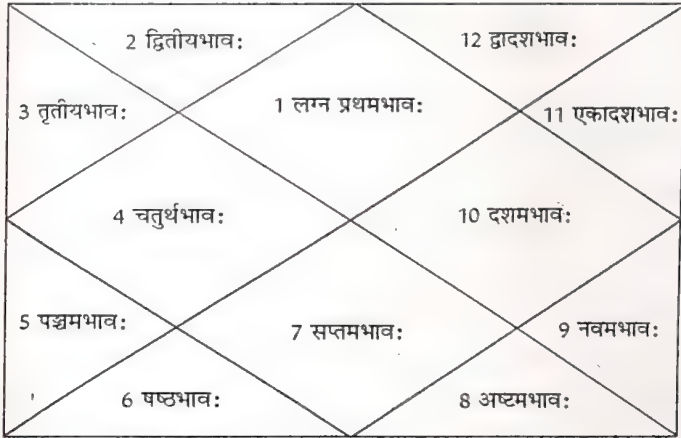 2 द्वितीयभाव:
12 द्वादशभाव:
3 तृतीयभाव:
1 लग्न प्रथमभाव:
11 एकादशभाव:
4 चतुर्थभाव:
10 दशमभाव:
5 पञ्चमभाव:
7 सप्तमभाव:
9 नवमभाव:
6 षष्ठभाव:
8 अष्टमभाव: